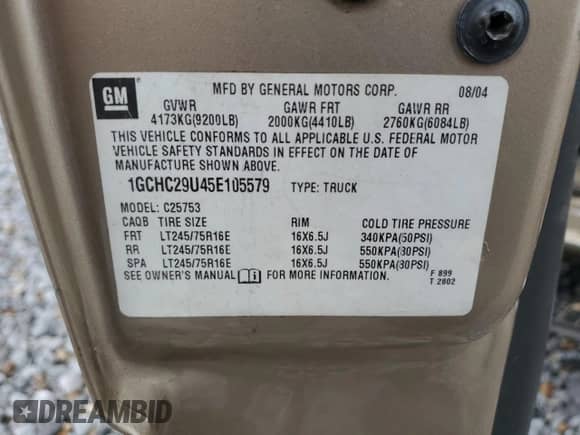 GM
MFD BY GENERAL MOTORS CORP. 08/04
GVWR GAWR FRT GAWR RR
4173KG(9200LB) 2000KG(4410LB) 2760KG(6084LB)
THIS VEHICLE CONFORMS TO ALL APPLICABLE U.S. FEDERAL MOTOR
VEHICLE SAFETY STANDARDS IN EFFECT ON THE DATE OF
MANUFACTURE SHOWN ABOVE.
1GCHC29U45E105579 TYPE: TRUCK
MODEL: C25753
CAQB TIRE SIZE RIM COLD TIRE PRESSURE
FRT LT245/75R16E 16X6.5J 340KPA(50PSI)
RR LT245/75R16E 16X6.5J 550KPA(80PSI)
SPA LT245/75R16E 16X6.5J 550KPA(80PSI)
SEE OWNER'S MANUAL FOR MORE INFORMATION.
F 899
T 2802
DREAMBID